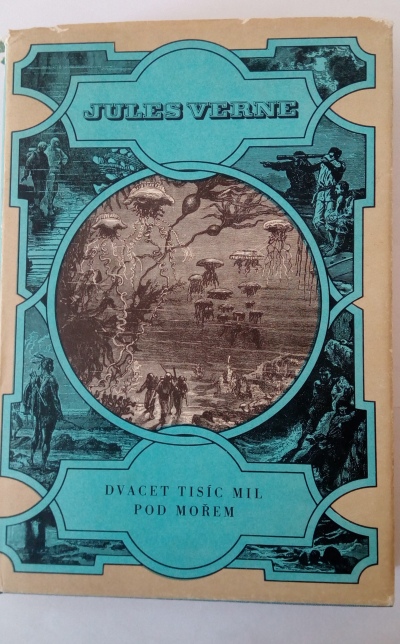 JULES VERNE
DVACET TISÍC MIL
POD MOŘEM